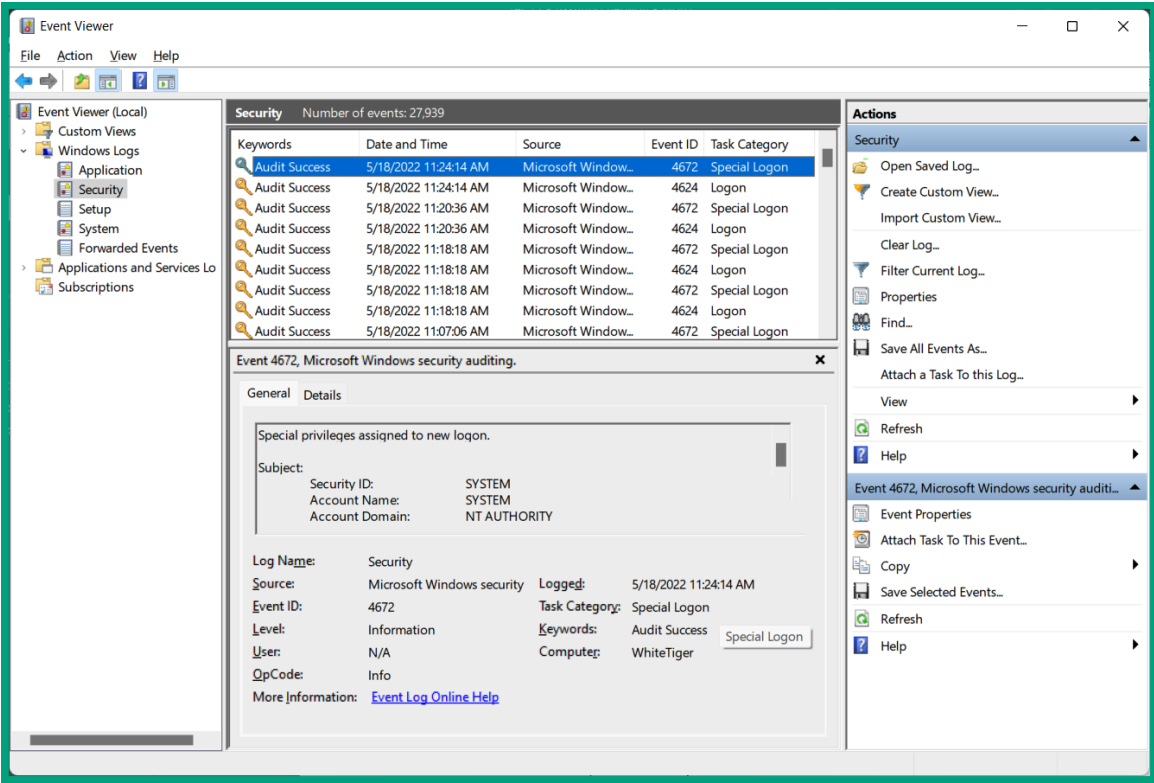 Event Viewer
File Action View Help
Event Viewer (Local)
Custom Views
Windows Logs
Application
Security
Setup
System
Forwarded Events
Applications and Services Lo
Subscriptions
Security Number of events: 27,939
Keywords Date and Time Source Event ID Task Category
Audit Success 5/18/2022 11:24:14 AM Microsoft Window... 4672 Special Logon
Audit Success 5/18/2022 11:24:14 AM Microsoft Window... 4624 Logon
Audit Success 5/18/2022 11:20:36 AM Microsoft Window... 4672 Special Logon
Audit Success 5/18/2022 11:20:36 AM Microsoft Window... 4624 Logon
Audit Success 5/18/2022 11:18:18 AM Microsoft Window... 4672 Special Logon
Audit Success 5/18/2022 11:18:18 AM Microsoft Window... 4624 Logon
Audit Success 5/18/2022 11:18:18 AM Microsoft Window... 4672 Special Logon
Audit Success 5/18/2022 11:18:18 AM Microsoft Window... 4624 Logon
Audit Success 5/18/2022 11:07:06 AM Microsoft Window... 4672 Special Logon
Event 4672, Microsoft Windows security auditing.
General Details
Special privileges assigned to new logon.
Subject:
Security ID: SYSTEM
Account Name: SYSTEM
Account Domain: NT AUTHORITY
Log Name: Security
Source: Microsoft Windows security Logged: 5/18/2022 11:24:14 AM
Event ID: 4672 Task Category: Special Logon
Level: Information Keywords: Audit Success
Special Logon
User: N/A Computer: WhiteTiger
OpCode: Info
More Information: Event Log Online Help
Actions
Security
Open Saved Log...
Create Custom View...
Import Custom View...
Clear Log...
Filter Current Log...
Properties
Find...
Save All Events As...
Attach a Task To this Log...
View
Refresh
Help
Event 4672, Microsoft Windows security auditi...
Event Properties
Attach Task To This Event...
Copy
Save Selected Events...
Refresh
Help